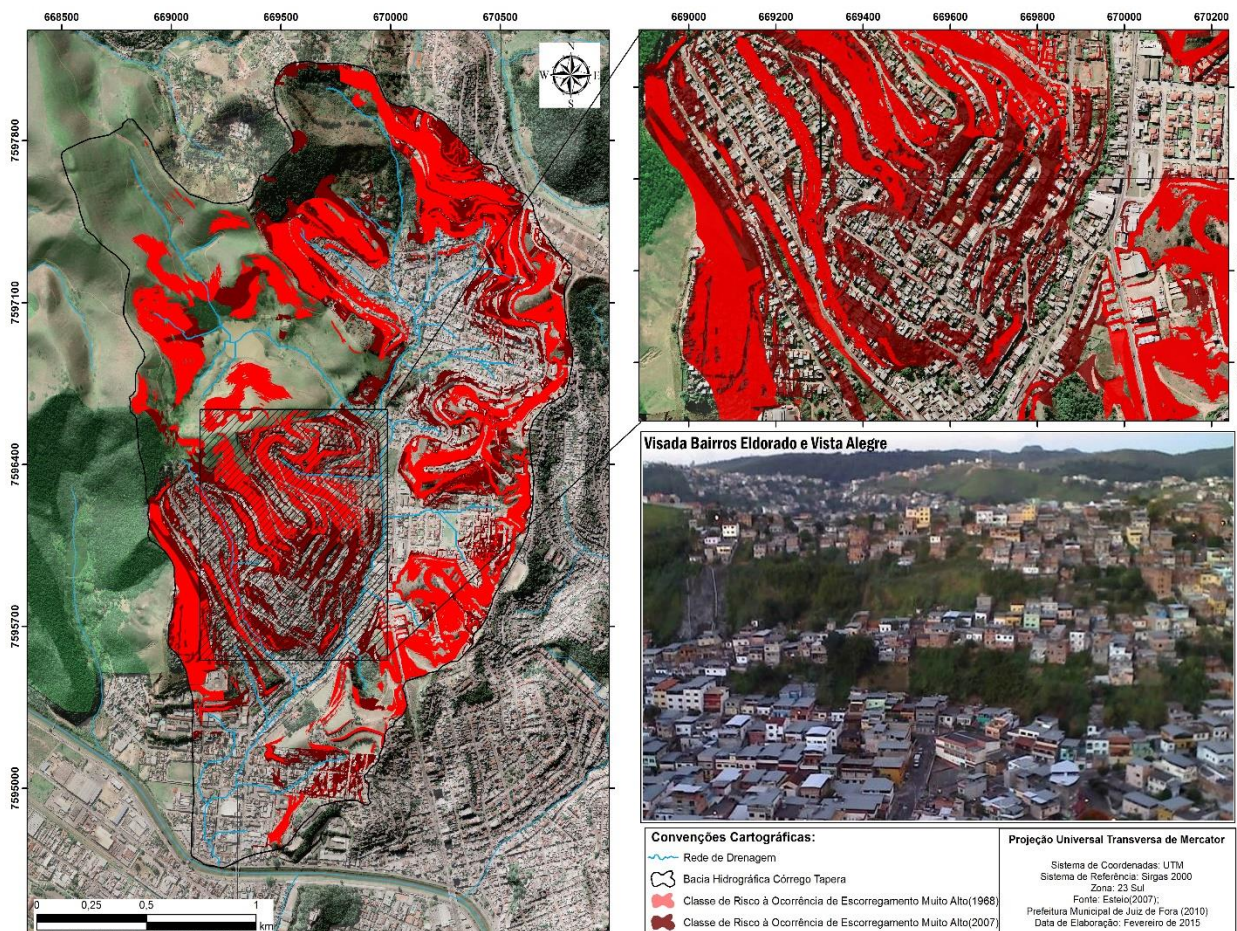 668500 669000 669500 670000 670500
669000 669200 669400 669600 669800 670000 670200
N
W E
S
7597800
7597100
7596400
7595700
7595000
0 0,25 0,5 1
km
Visada Bairros Eldorado e Vista Alegre
Convenções Cartográficas:
Rede de Drenagem
Bacia Hidrográfica Córrego Tapera
Classe de Risco à Ocorrência de Escorregamento Muito Alto(1968)
Classe de Risco à Ocorrência de Escorregamento Muito Alto(2007)
Projeção Universal Transversa de Mercator
Sistema de Coordenadas: UTM
Sistema de Referência: Sirgas 2000
Zona: 23 Sul
Fonte: Esteio(2007);
Prefeitura Municipal de Juiz de Fora (2010)
Data de Elaboração: Fevereiro de 2015